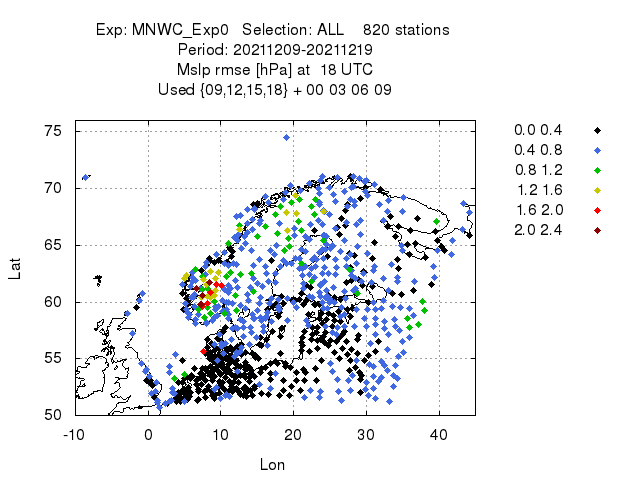 Exp: MNWC_Exp0 Selection: ALL 820 stations
Period: 20211209-20211219
Mslp rmse [hPa] at 18 UTC
Used {09,12,15,18} + 00 03 06 09
75
70
65
60
55
50
-10 0 10 20 30 40
Lat
Lon
0.0 0.4
0.4 0.8
0.8 1.2
1.2 1.6
1.6 2.0
2.0 2.4